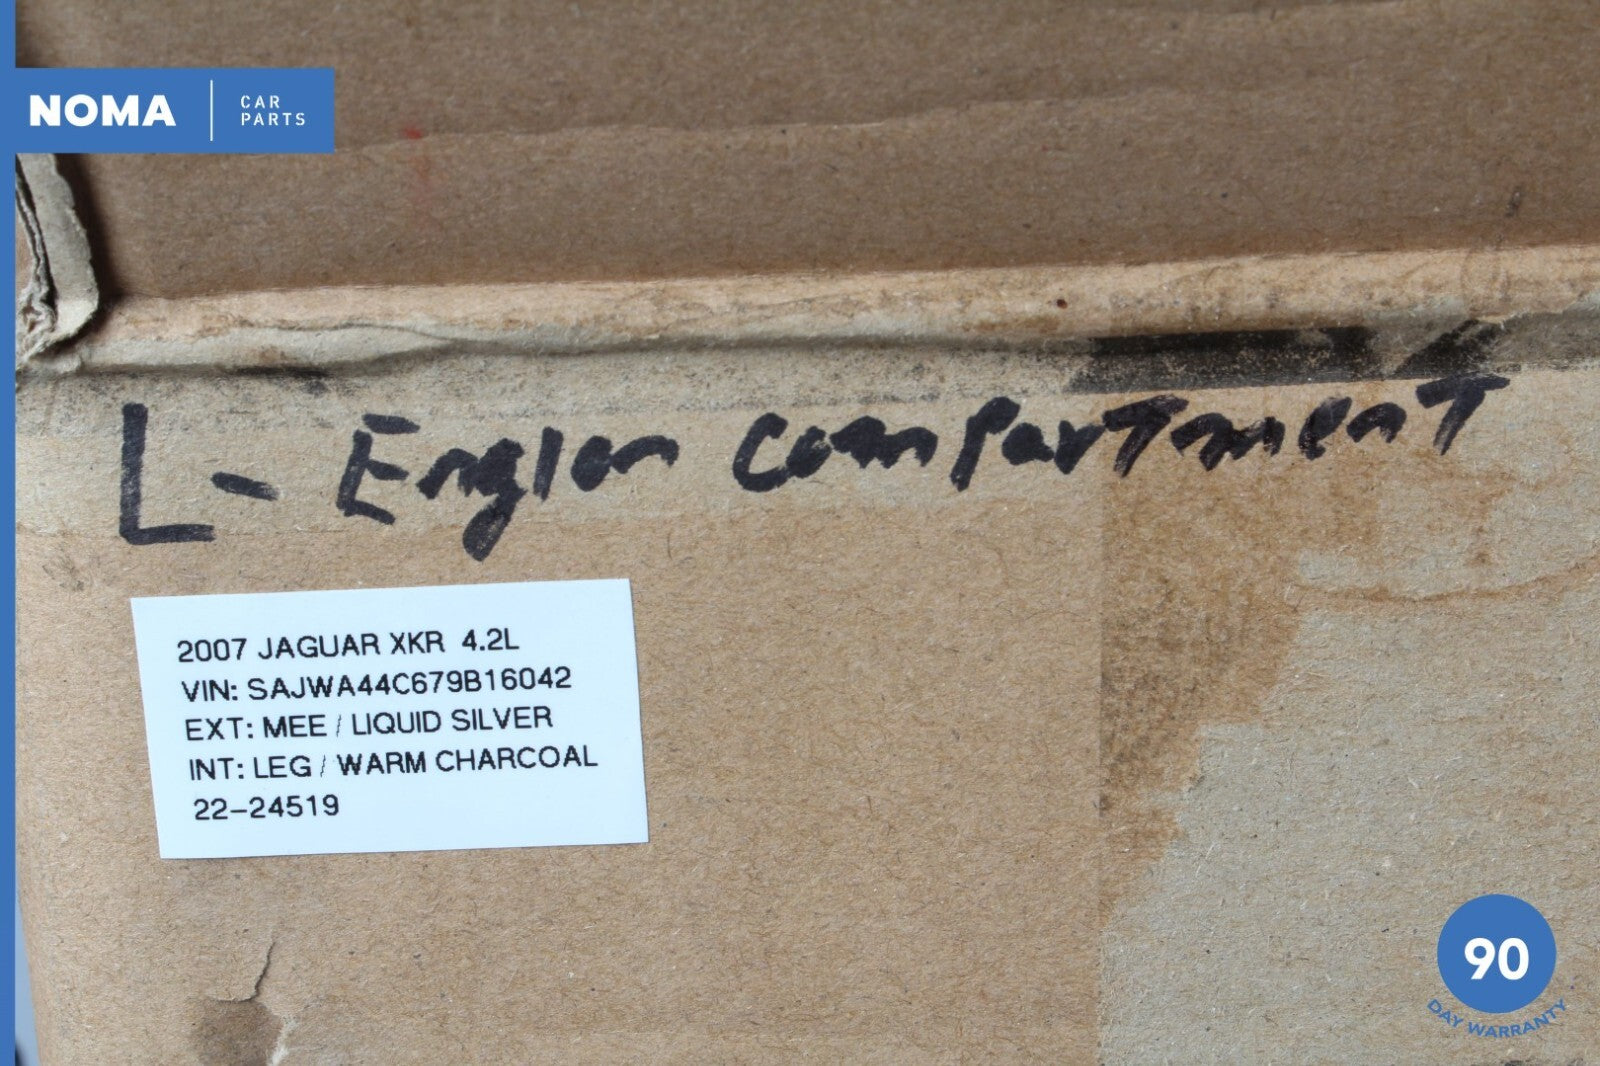 NOMA
CAR
PARTS
L - Engion compartment
2007 JAGUAR XKR 4.2L
VIN: SAJWA44C679B16042
EXT: MEE / LIQUID SILVER
INT: LEG / WARM CHARCOAL
22-24519
90
DAY WARRANTY